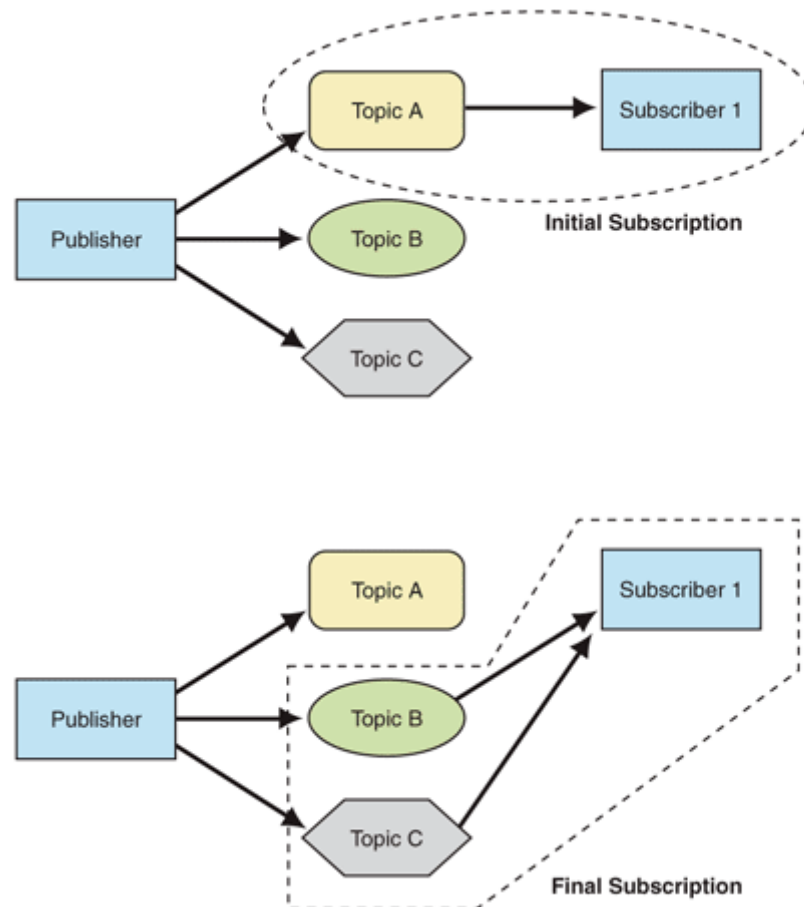 Topic A
Subscriber 1
Initial Subscription
Publisher
Topic B
Topic C
Topic A
Subscriber 1
Publisher
Topic B
Topic C
Final Subscription